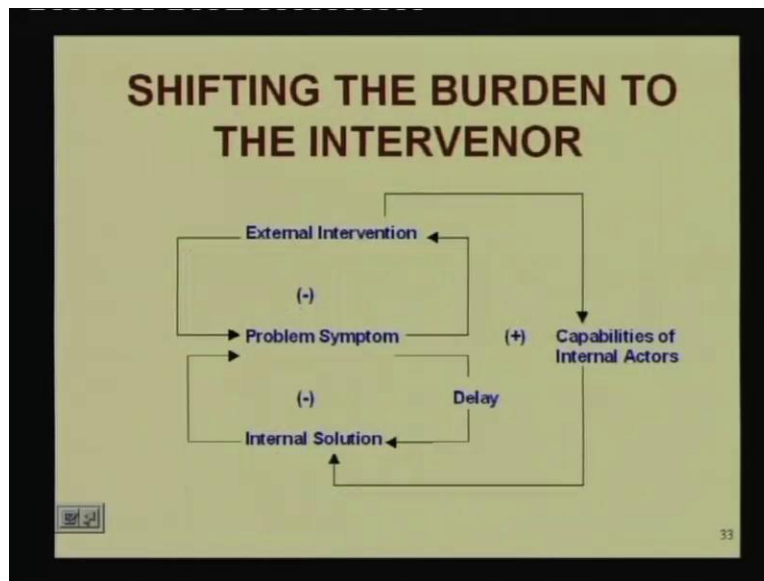 SHIFTING THE BURDEN TO
THE INTERVENOR
External Intervention
(-)
Problem Symptom
(+)
Capabilities of
Internal Actors
(-)
Delay
Internal Solution
33